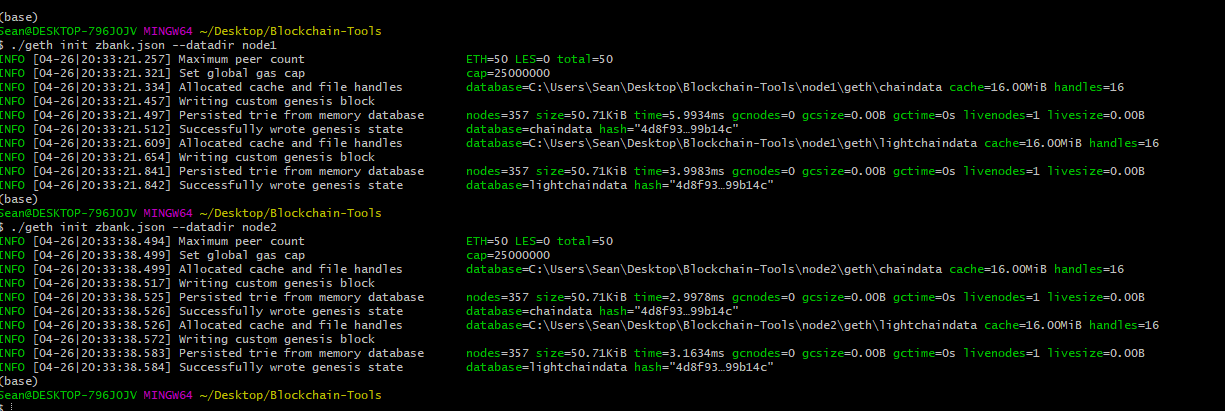 (base)
Sean@DESKTOP-796JOJV MINGW64 ~/Desktop/Blockchain-Tools
$ ./geth init zbank.json --datadir node1
INFO [04-26|20:33:21.257] Maximum peer count ETH=50 LES=0 total=50
INFO [04-26|20:33:21.321] Set global gas cap cap=25000000
INFO [04-26|20:33:21.334] Allocated cache and file handles database=C:\Users\Sean\Desktop\Blockchain-Tools\node1\geth\chaindata cache=16.00MiB handles=16
INFO [04-26|20:33:21.457] Writing custom genesis block
INFO [04-26|20:33:21.497] Persisted trie from memory database nodes=357 size=50.71KiB time=5.9934ms gcnodes=0 gcsize=0.00B gctime=0s livenodes=1 livesize=0.00B
INFO [04-26|20:33:21.512] Successfully wrote genesis state database=chaindata hash="4d8f93…99b14c"
INFO [04-26|20:33:21.609] Allocated cache and file handles database=C:\Users\Sean\Desktop\Blockchain-Tools\node1\geth\lightchaindata cache=16.00MiB handles=16
INFO [04-26|20:33:21.654] Writing custom genesis block
INFO [04-26|20:33:21.841] Persisted trie from memory database nodes=357 size=50.71KiB time=3.9983ms gcnodes=0 gcsize=0.00B gctime=0s livenodes=1 livesize=0.00B
INFO [04-26|20:33:21.842] Successfully wrote genesis state database=lightchaindata hash="4d8f93…99b14c"
(base)
Sean@DESKTOP-796JOJV MINGW64 ~/Desktop/Blockchain-Tools
$ ./geth init zbank.json --datadir node2
INFO [04-26|20:33:38.494] Maximum peer count ETH=50 LES=0 total=50
INFO [04-26|20:33:38.499] Set global gas cap cap=25000000
INFO [04-26|20:33:38.499] Allocated cache and file handles database=C:\Users\Sean\Desktop\Blockchain-Tools\node2\geth\chaindata cache=16.00MiB handles=16
INFO [04-26|20:33:38.517] Writing custom genesis block
INFO [04-26|20:33:38.525] Persisted trie from memory database nodes=357 size=50.71KiB time=2.9978ms gcnodes=0 gcsize=0.00B gctime=0s livenodes=1 livesize=0.00B
INFO [04-26|20:33:38.526] Successfully wrote genesis state database=chaindata hash="4d8f93…99b14c"
INFO [04-26|20:33:38.526] Allocated cache and file handles database=C:\Users\Sean\Desktop\Blockchain-Tools\node2\geth\lightchaindata cache=16.00MiB handles=16
INFO [04-26|20:33:38.572] Writing custom genesis block
INFO [04-26|20:33:38.583] Persisted trie from memory database nodes=357 size=50.71KiB time=3.1634ms gcnodes=0 gcsize=0.00B gctime=0s livenodes=1 livesize=0.00B
INFO [04-26|20:33:38.584] Successfully wrote genesis state database=lightchaindata hash="4d8f93…99b14c"
(base)
Sean@DESKTOP-796JOJV MINGW64 ~/Desktop/Blockchain-Tools
$